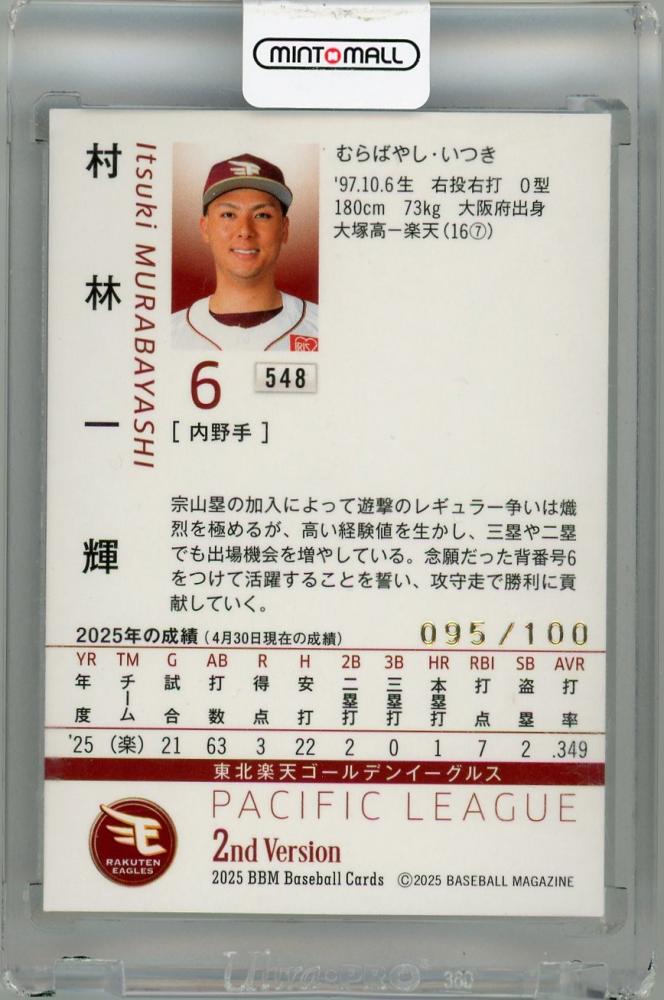 MINTOMALL
村林一輝
Itsuki MURABAYASHI
むらばやし・いつき
'97.10.6生 右投右打 O型
180cm 73kg 大阪府出身
大塚高ー楽天(16⑦)
IRIS
6
548
[ 内野手 ]
宗山塁の加入によって遊撃のレギュラー争いは熾
烈を極めるが、高い経験値を生かし、三塁や二塁
でも出場機会を増やしている。念願だった背番号6
をつけて活躍することを誓い、攻守走で勝利に貢
献していく。
095/100
2025年の成績(4月30日現在の成績)
YR TM G AB R H 2B 3B HR RBI SB AVR
年度 チーム 試合 打数 得点 安打 二塁打 三塁打 本塁打 打点 盗塁 打率
'25 (楽) 21 63 3 22 2 0 1 7 2 .349
東北楽天ゴールデンイーグルス
PACIFIC LEAGUE
RAKUTEN
EAGLES
2nd Version
2025 BBM Baseball Cards ©2025 BASEBALL MAGAZINE
Ultra PRO® 360